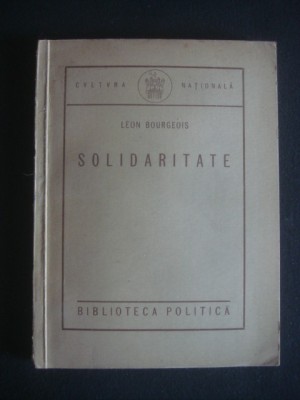 CULTURA NAȚIONALĂ
LEON BOURGEOIS
SOLIDARITATE
BIBLIOTECA POLITICĂ